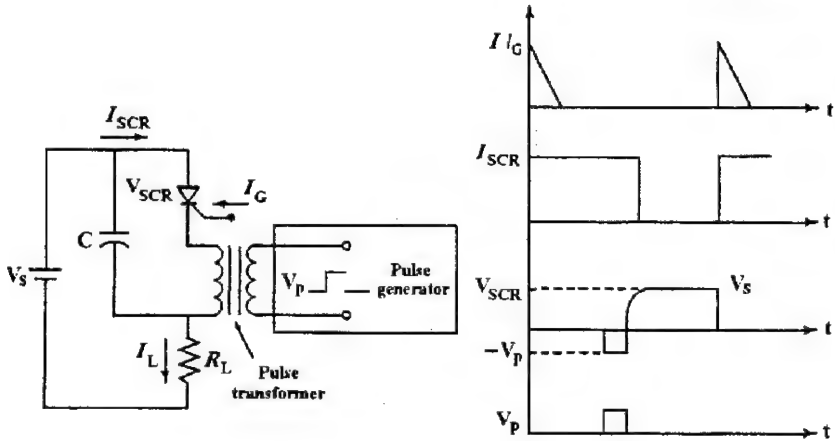 I_SCR
V_SCR
I_G
C
V_S
V_P
Pulse
generator
I_L
R_L
Pulse
transformer
I I_G
t
I_SCR
t
V_SCR
V_S
t
-V_P
V_P
t